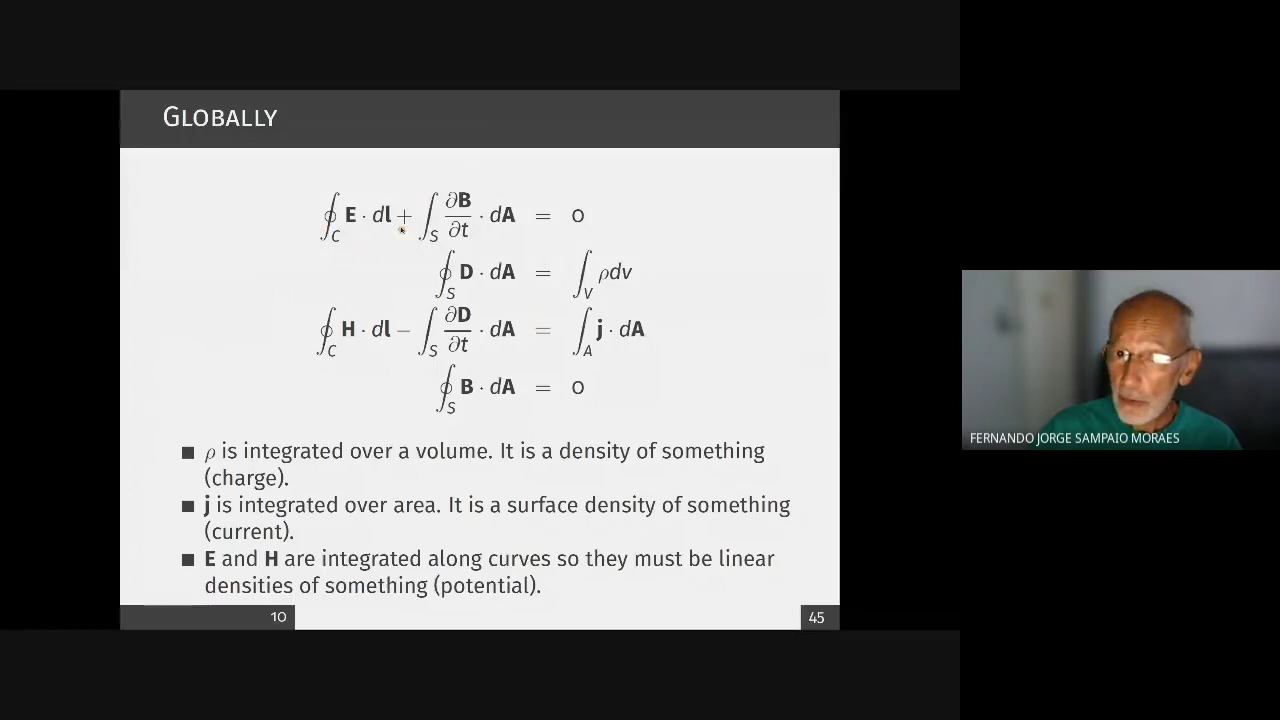 GLOBALLY
∮_C E · dl + ∫_S ∂B/∂t · dA = 0
∮_S D · dA = ∫_V ρdv
∮_C H · dl − ∫_S ∂D/∂t · dA = ∫_A j · dA
∮_S B · dA = 0
■ ρ is integrated over a volume. It is a density of something
(charge).
■ j is integrated over area. It is a surface density of something
(current).
■ E and H are integrated along curves so they must be linear
densities of something (potential).
10
45
FERNANDO JORGE SAMPAIO MORAES